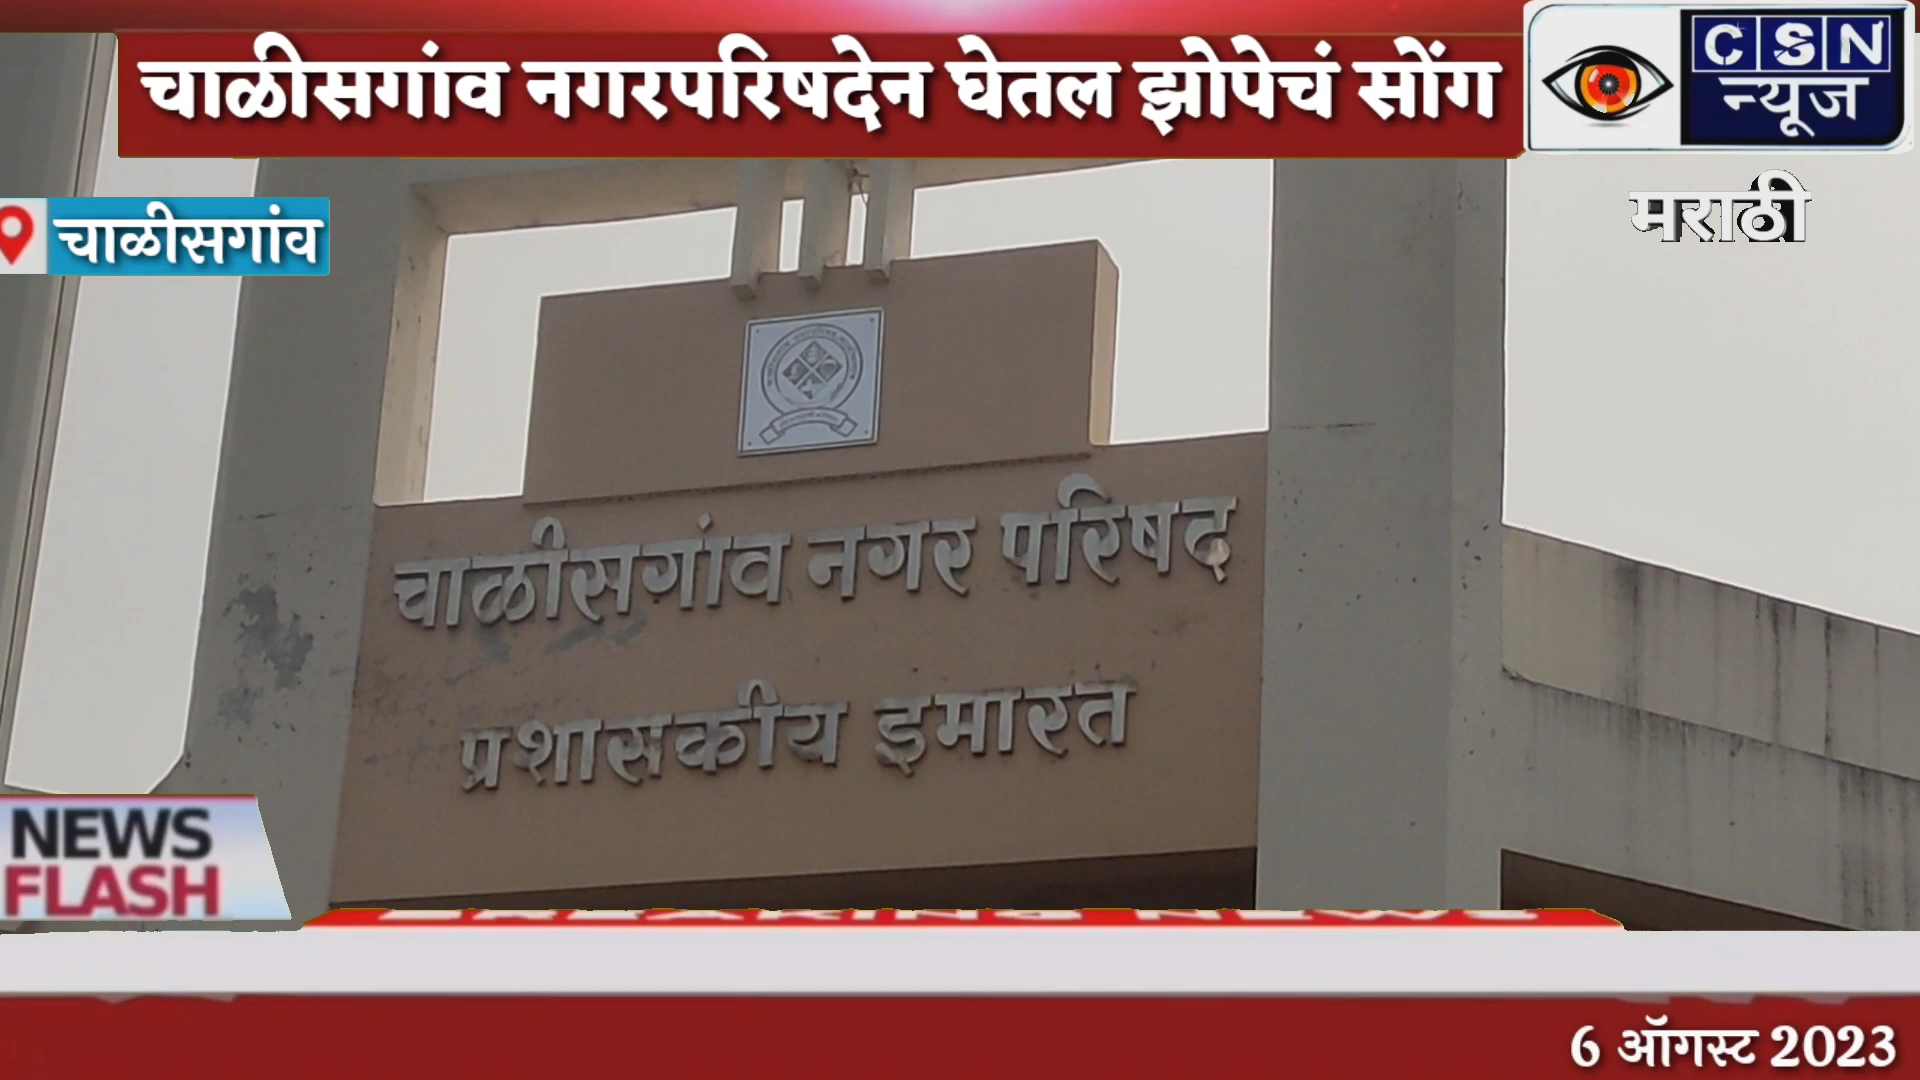 चाळीसगांव नगरपरिषदेन घेतल झोपेचं सोंग
CSN
न्यूज
मराठी
चाळीसगांव
चाळीसगांव नगर परिषद
प्रशासकीय इमारत
NEWS
FLASH
6 ऑगस्ट 2023